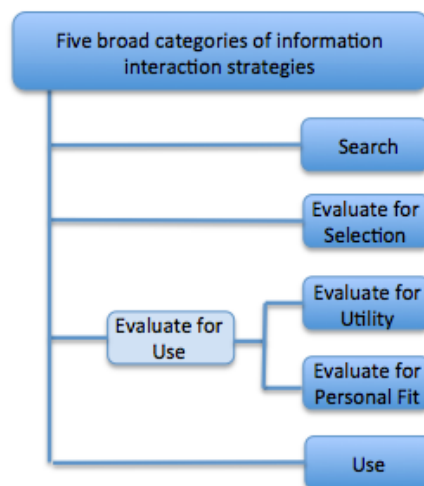 Five broad categories of information
interaction strategies
Search
Evaluate for
Selection
Evaluate for
Use
Evaluate for
Utility
Evaluate for
Personal Fit
Use